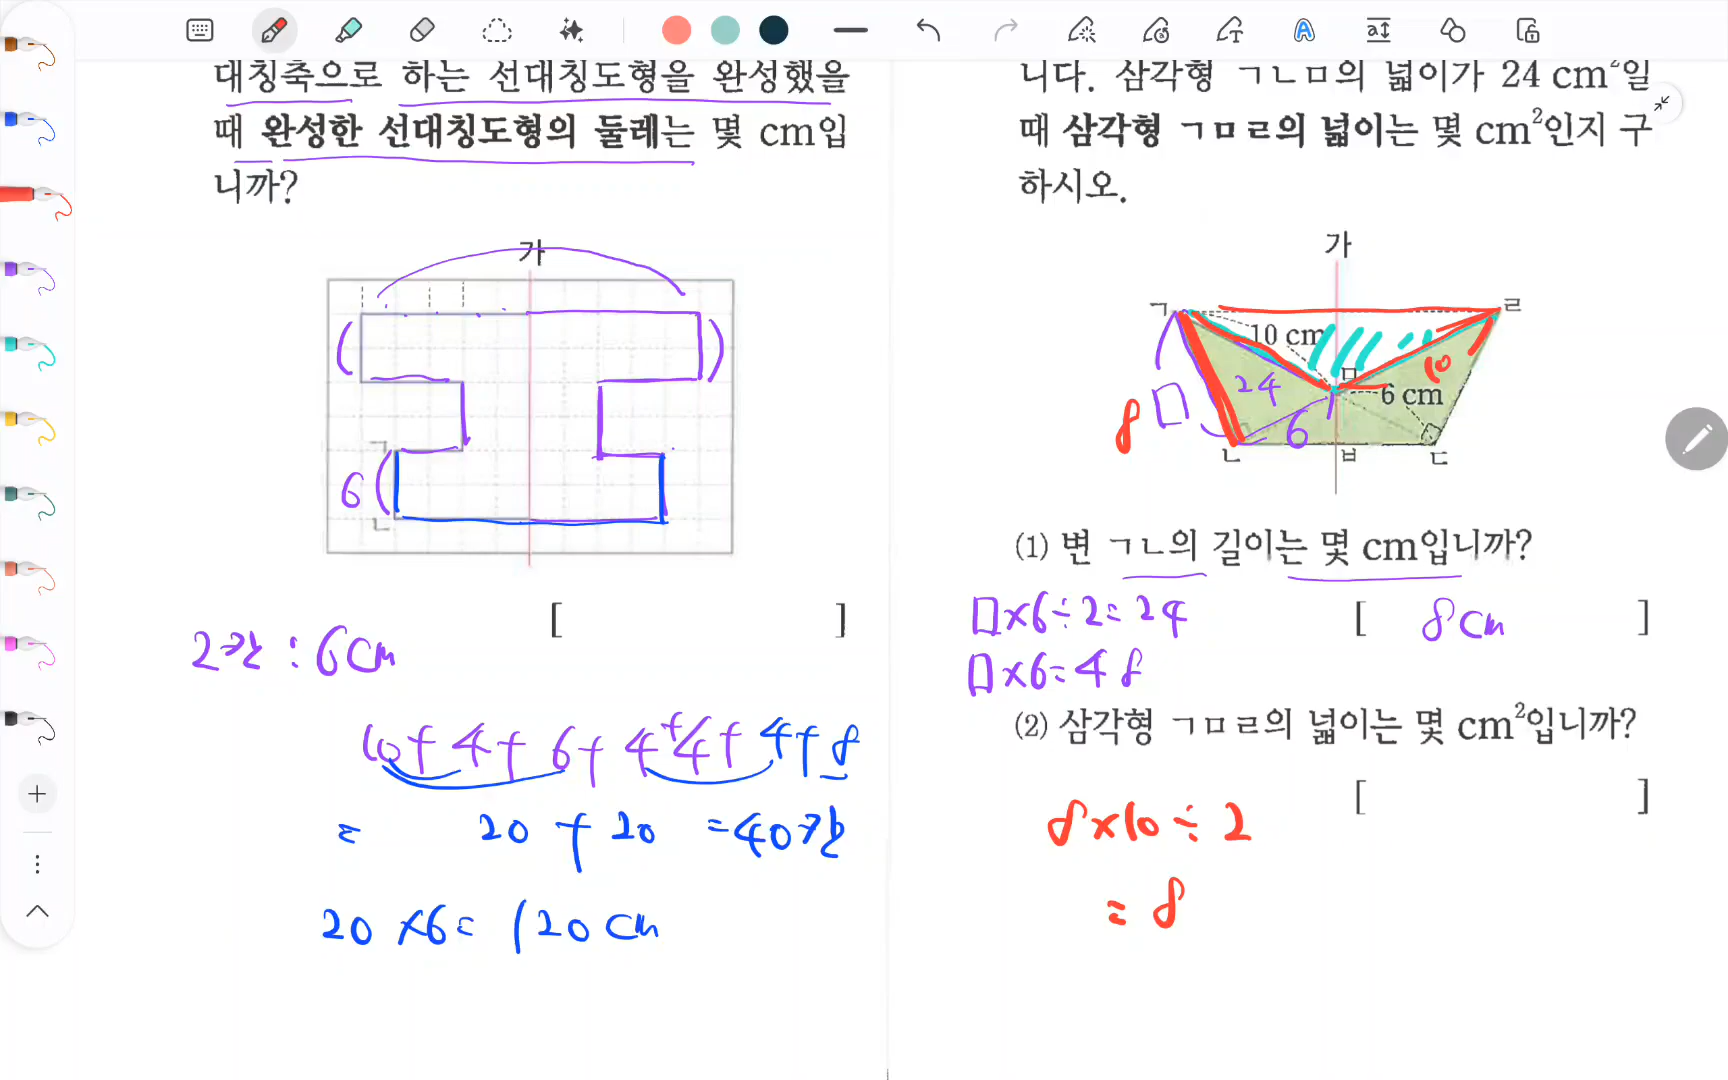 대칭축으로 하는 선대칭도형을 완성했을
때 완성한 선대칭도형의 둘레는 몇 cm입
니까?
가
ㄱ
6
ㄴ
[ ]
2칸 : 6cm
10+4+6+4+4+4+8
= 20+20 =40칸
20×6= 120cm
니다. 삼각형 ㄱㄴㅁ의 넓이가 24 cm²일
때 삼각형 ㄱㅁㄹ의 넓이는 몇 cm²인지 구
하시오.
가
ㄱ
ㄹ
10 cm
ㅁ
10
24
6 cm
8 □
6
ㄴ
ㅂ
ㄷ
(1) 변 ㄱㄴ의 길이는 몇 cm입니까?
□×6÷2=24
[ 8cm ]
□×6=48
(2) 삼각형 ㄱㅁㄹ의 넓이는 몇 cm²입니까?
[ ]
8×10÷2
= 8